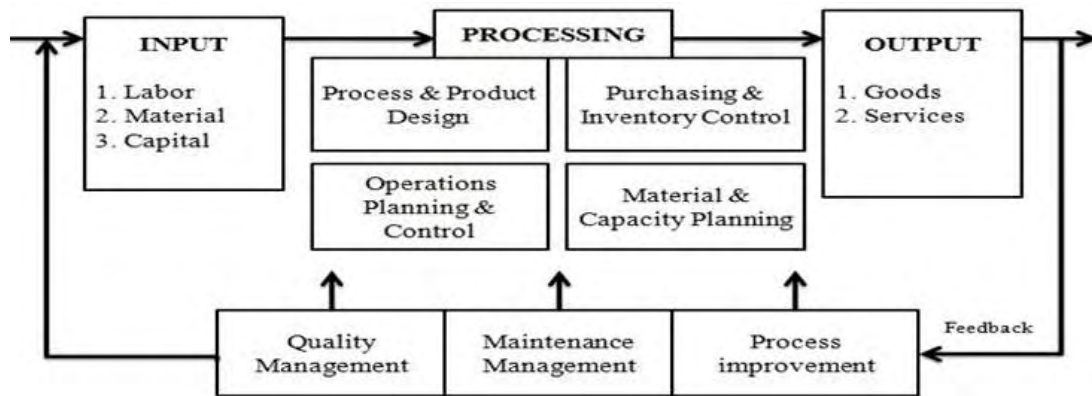 INPUT
1. Labor
2. Material
3. Capital
PROCESSING
Process & Product
Design
Purchasing &
Inventory Control
Operations
Planning &
Control
Material &
Capacity Planning
OUTPUT
1. Goods
2. Services
Quality
Management
Maintenance
Management
Process
improvement
Feedback